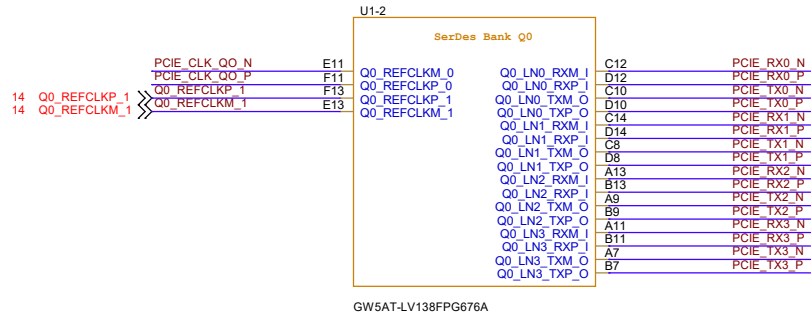 U1-2
SerDes Bank Q0
PCIE_CLK_QO_N E11 Q0_REFCLKM_0
PCIE_CLK_QO_P F11 Q0_REFCLKP_0
14 Q0_REFCLKP_1 Q0_REFCLKP_1 F13 Q0_REFCLKP_1
14 Q0_REFCLKM_1 Q0_REFCLKM_1 E13 Q0_REFCLKM_1
Q0_LN0_RXM_I C12 PCIE_RX0_N
Q0_LN0_RXP_I D12 PCIE_RX0_P
Q0_LN0_TXM_O C10 PCIE_TX0_N
Q0_LN0_TXP_O D10 PCIE_TX0_P
Q0_LN1_RXM_I C14 PCIE_RX1_N
Q0_LN1_RXP_I D14 PCIE_RX1_P
Q0_LN1_TXM_O C8 PCIE_TX1_N
Q0_LN1_TXP_O D8 PCIE_TX1_P
Q0_LN2_RXM_I A13 PCIE_RX2_N
Q0_LN2_RXP_I B13 PCIE_RX2_P
Q0_LN2_TXM_O A9 PCIE_TX2_N
Q0_LN2_TXP_O B9 PCIE_TX2_P
Q0_LN3_RXM_I A11 PCIE_RX3_N
Q0_LN3_RXP_I B11 PCIE_RX3_P
Q0_LN3_TXM_O A7 PCIE_TX3_N
Q0_LN3_TXP_O B7 PCIE_TX3_P
GW5AT-LV138FPG676A